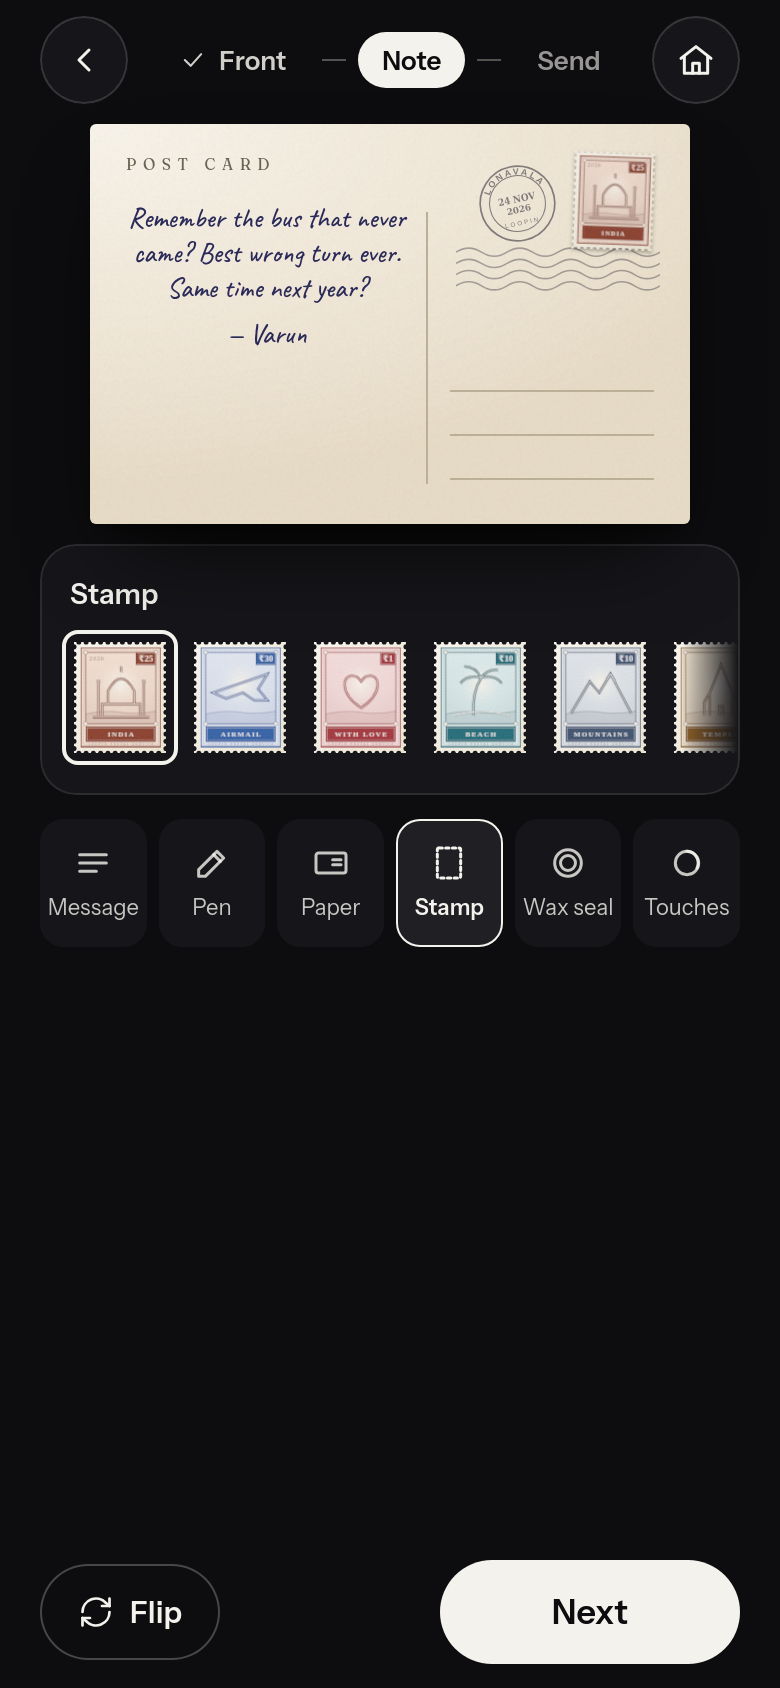 Front
Note
Send
POST CARD
Remember the bus that never
came? Best wrong turn ever.
Same time next year?
– Varun
LONAVALA
24 NOV
2026
LOOPIN
₹25
INDIA
Stamp
2026
₹25
INDIA
₹30
AIRMAIL
₹1
WITH LOVE
₹10
BEACH
₹10
MOUNTAINS
Message
Pen
Paper
Stamp
Wax seal
Touches
Flip
Next